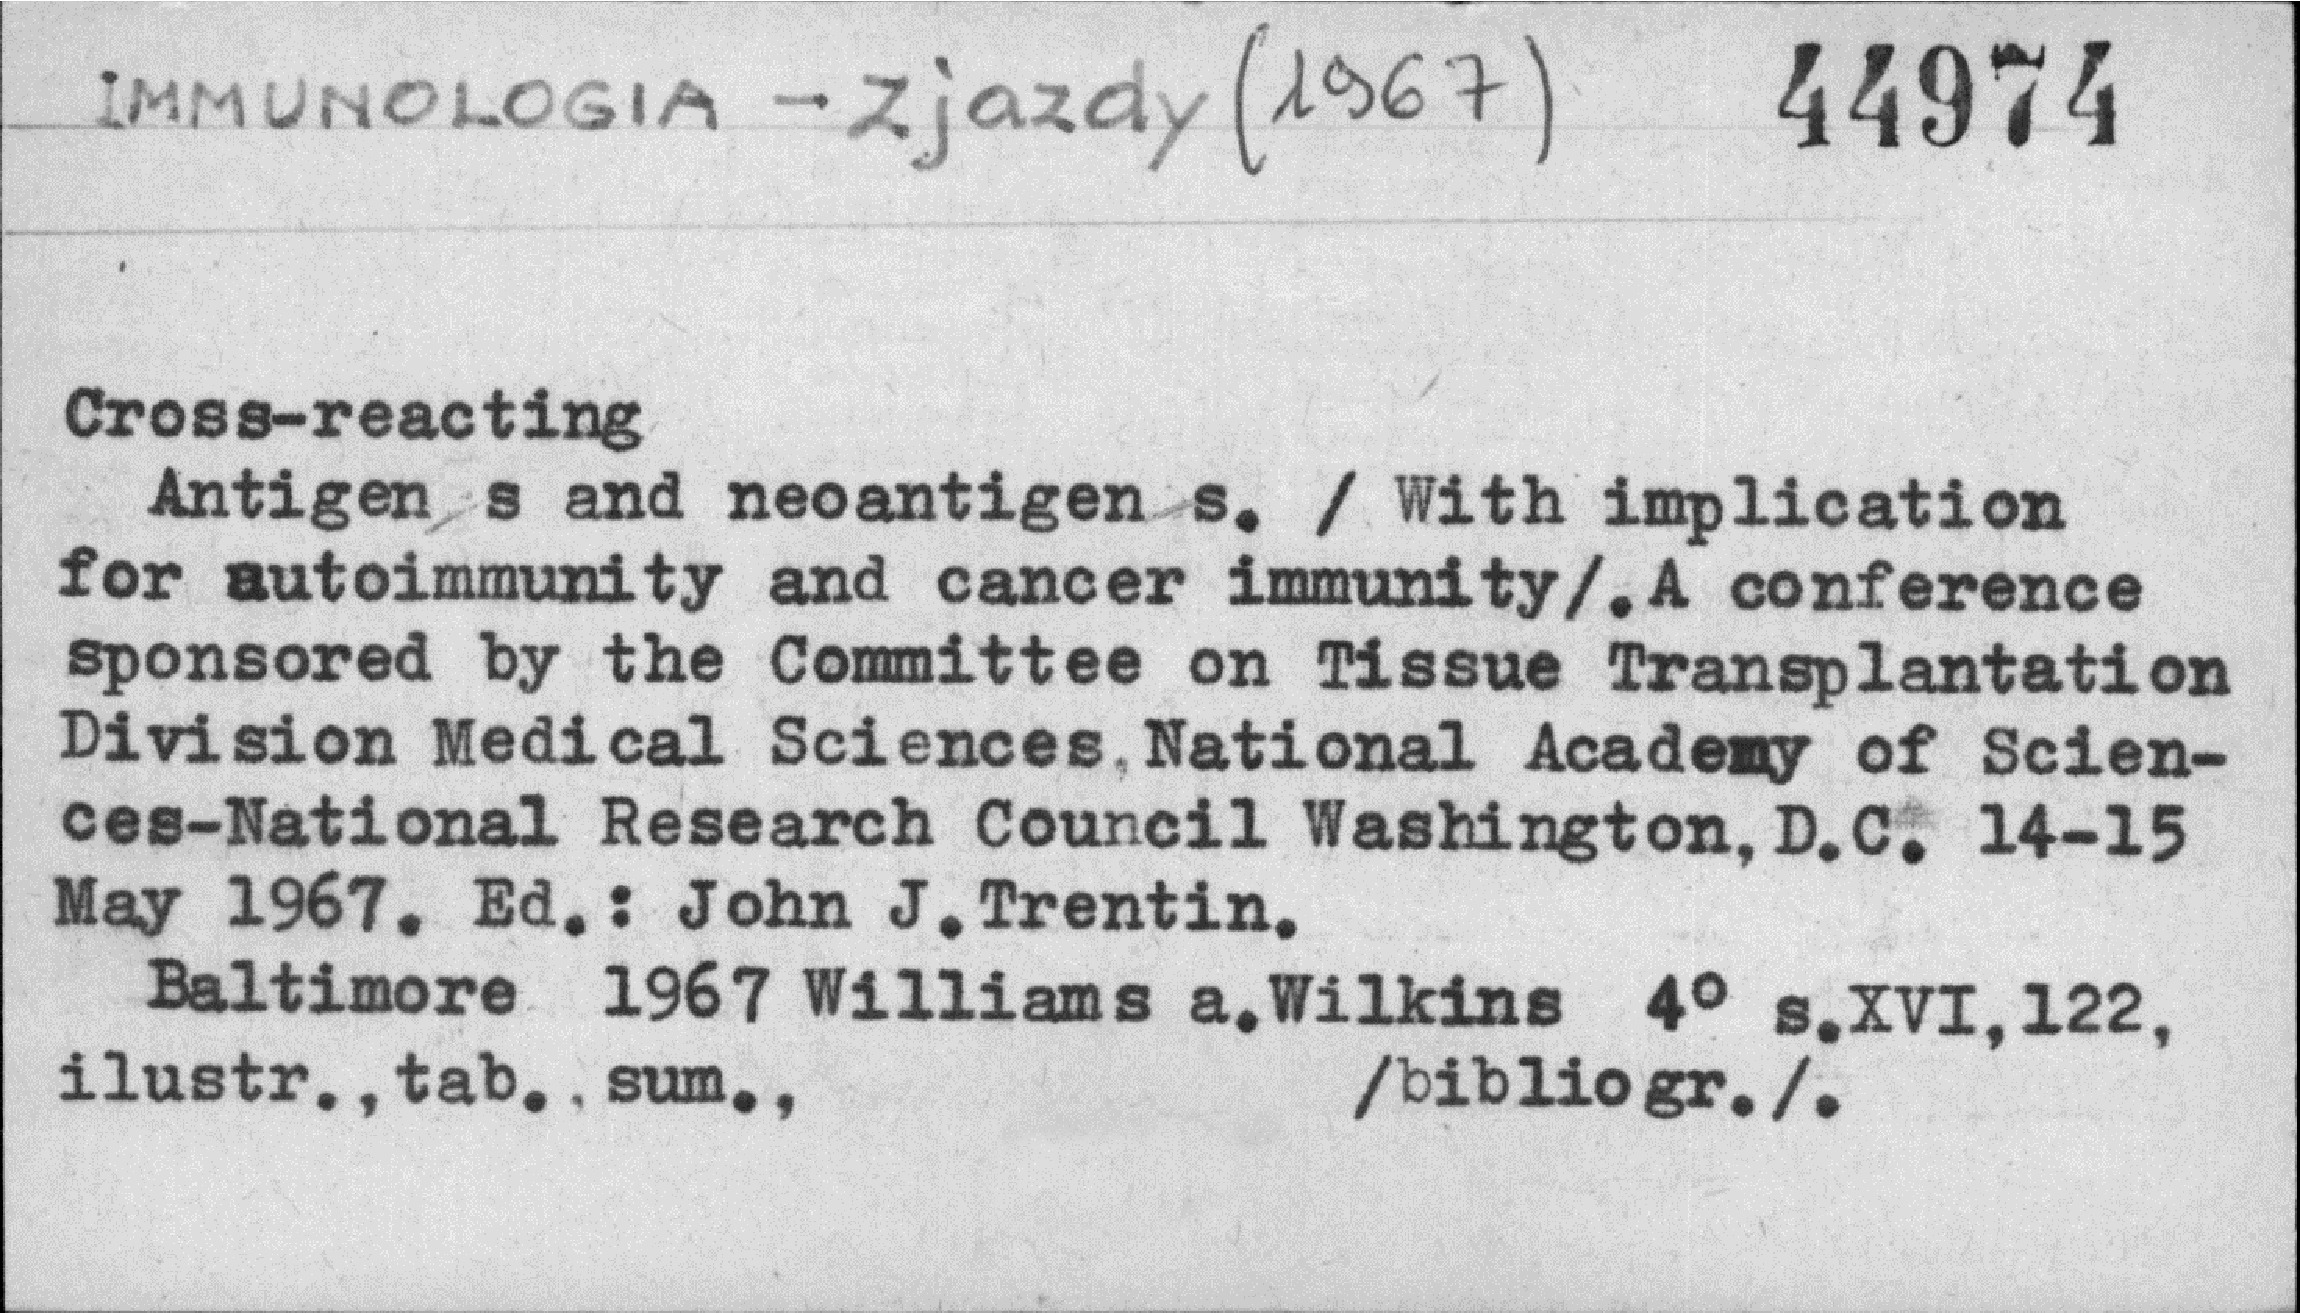 IMMUNOLOGIA - Zjazdy (1967) 44974
Cross-reacting
Antigen s and neoantigen s. / With implication
for autoimmunity and cancer immunity/.A conference
sponsored by the Committee on Tissue Transplantation
Division Medical Sciences,National Academy of Scien-
ces-National Research Council Washington,D.C. 14-15
May 1967. Ed.: John J.Trentin.
Baltimore 1967 Williams a.Wilkins 4° s.XVI,122,
ilustr.,tab.,sum., /bibliogr./.